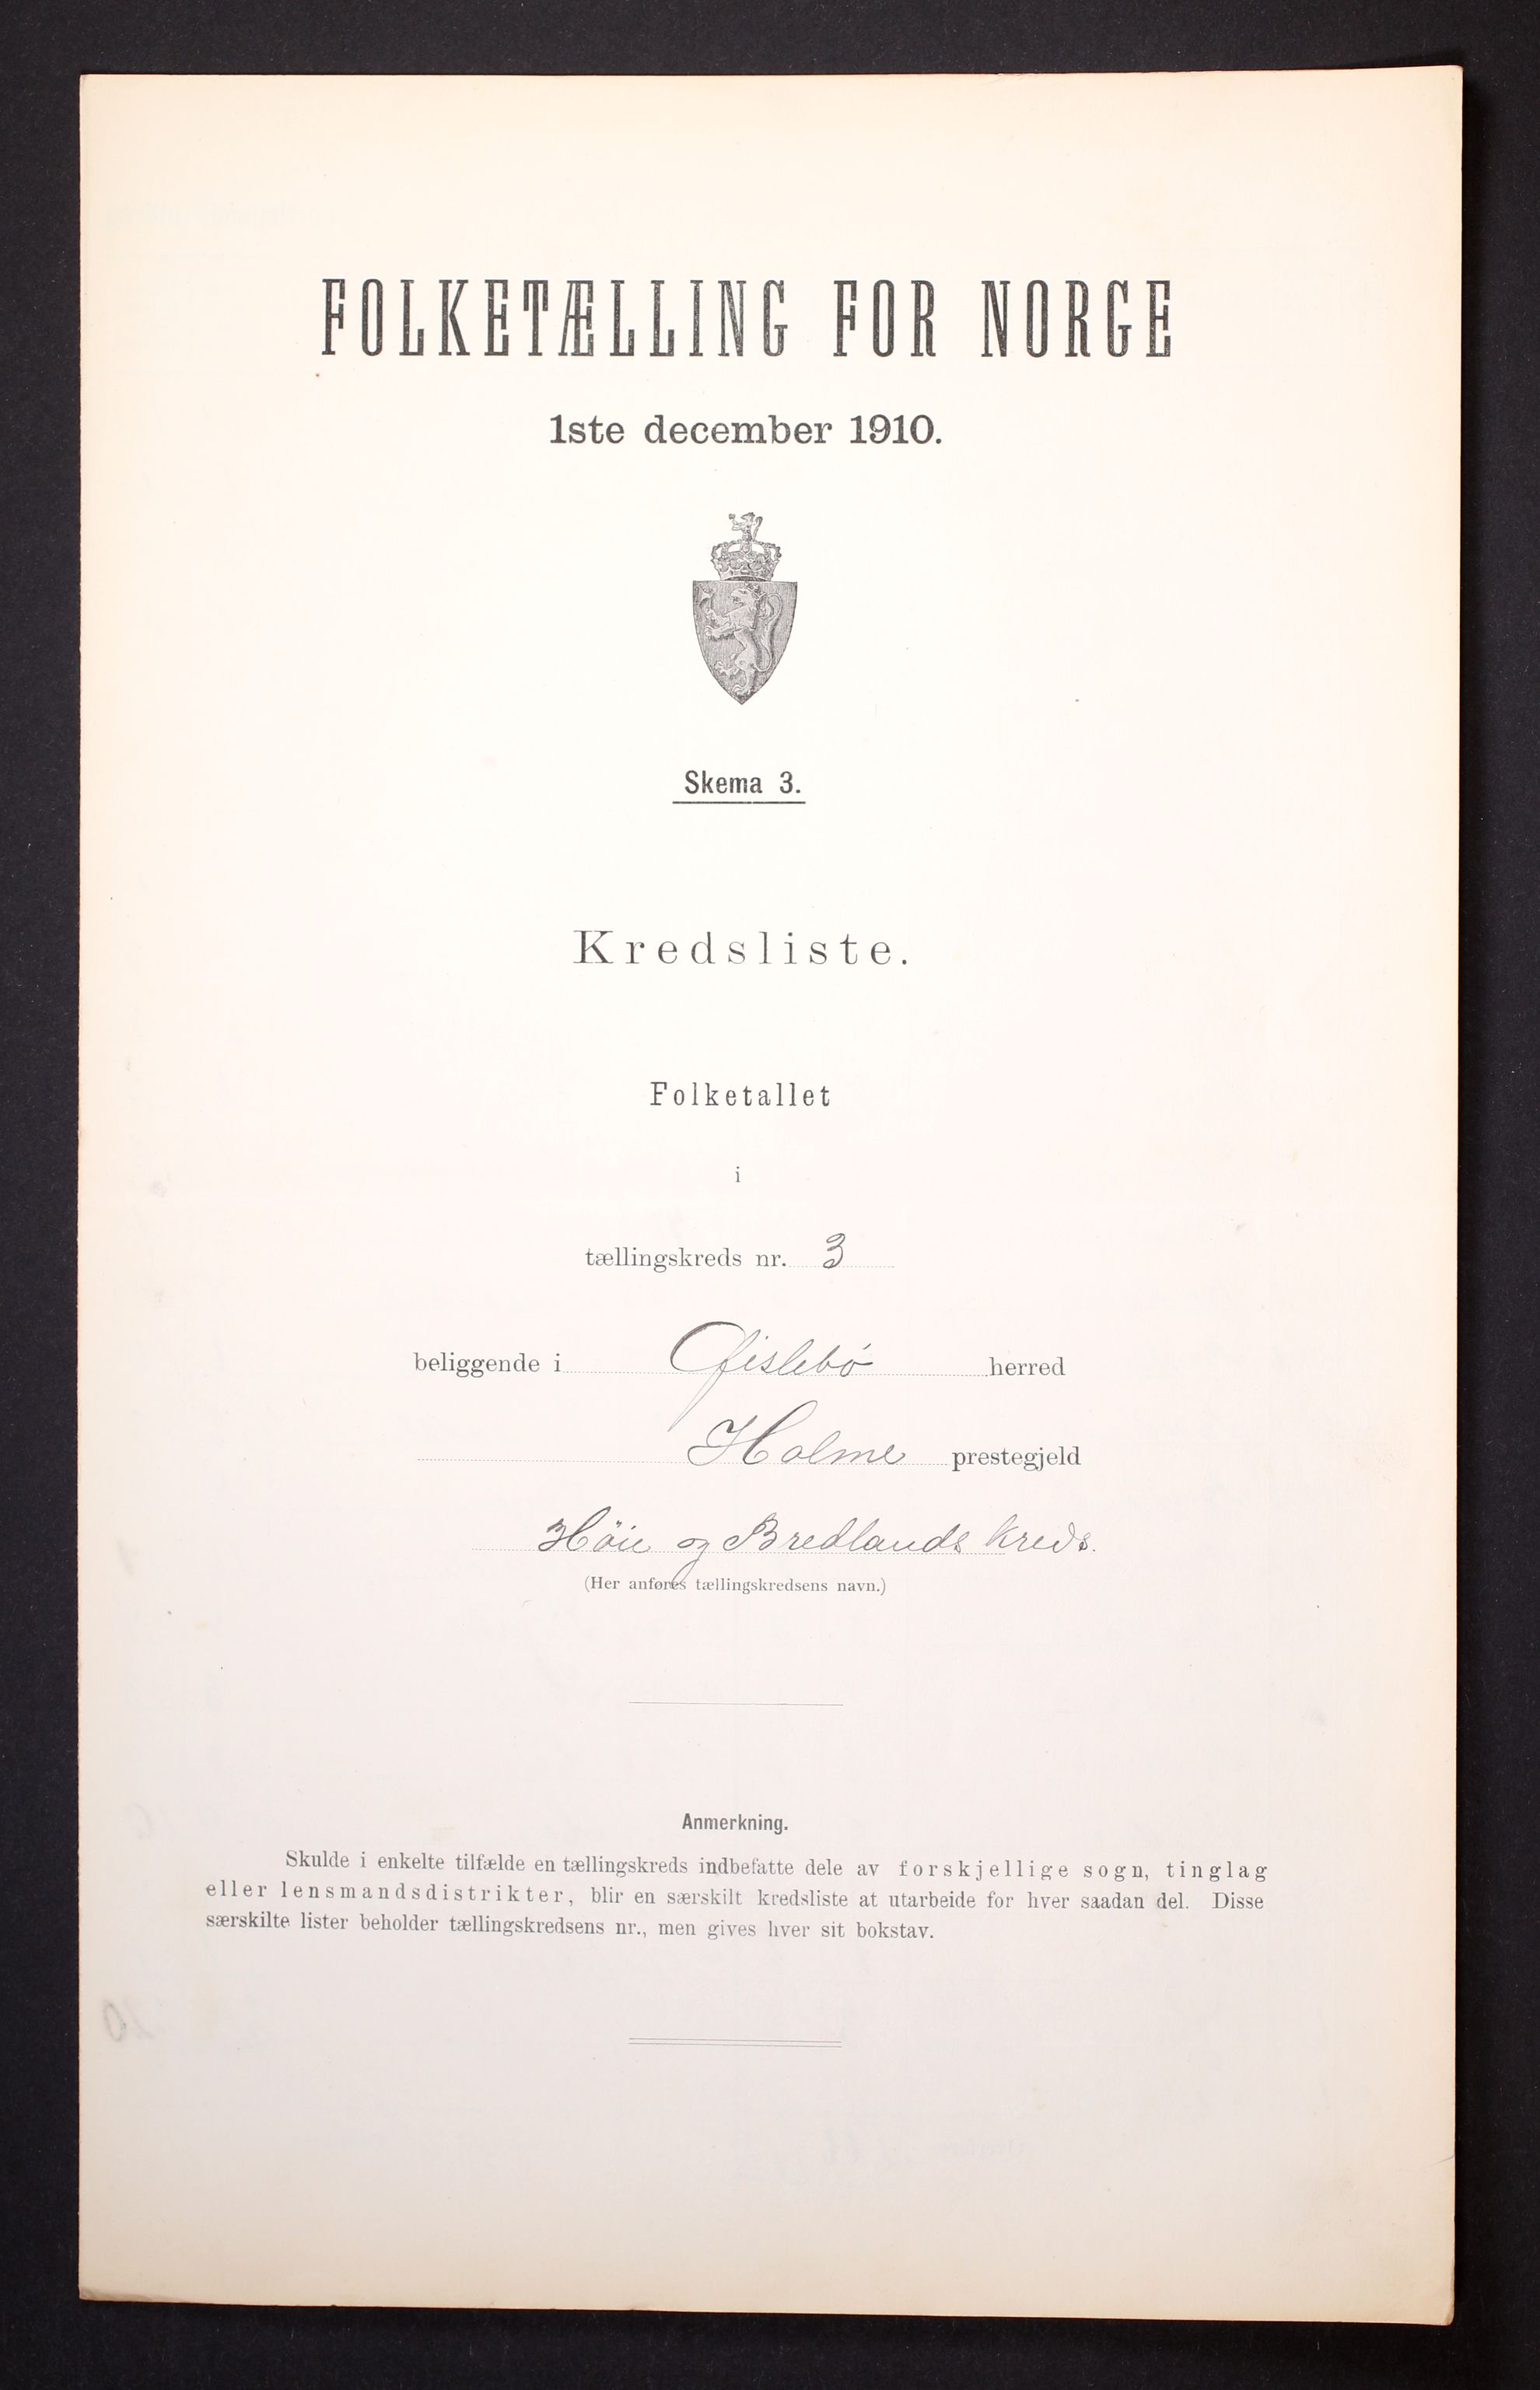 FOLKETÆLLING FOR NORGE
1ste december 1910.
Skema 3.
Kredsliste.
Folketallet
i
tællingskreds nr. 3
beliggende i Øislebø herred
Holme prestegjeld
Höie og Bredlands kreds.
(Her anføres tællingskredsens navn.)
Anmerkning.
Skulde i enkelte tilfælde en tællingskreds indbefatte dele av forskjellige sogn, tinglag
eller lensmandsdistrikter, blir en særskilt kredsliste at utarbeide for hver saadan del. Disse
særskilte lister beholder tællingskredsens nr., men gives hver sit bokstav.